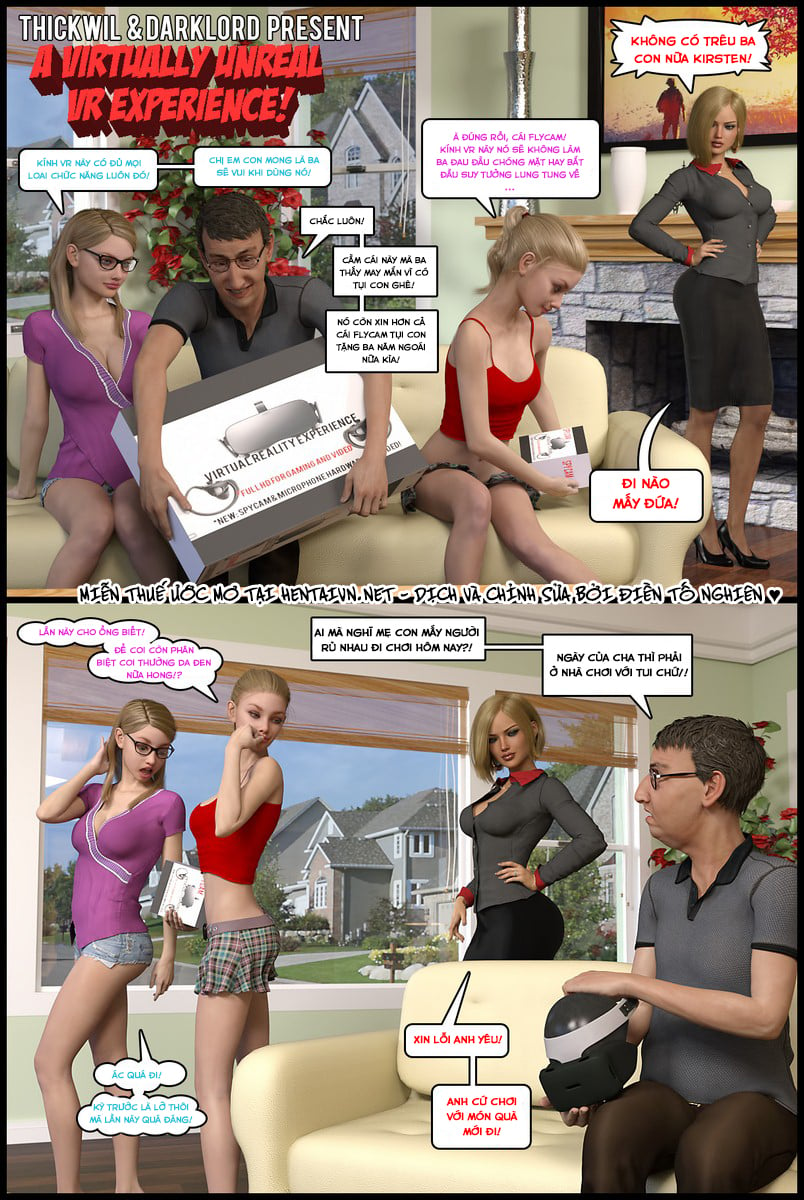 THICKWIL & DARKLORD PRESENT
A VIRTUALLY UNREAL
VR EXPERIENCE!
KHÔNG CÓ TRÊU BA
CON NỮA KIRSTEN!
KÍNH VR NÀY CÓ ĐỦ MỌI
LOẠI CHỨC NĂNG LUÔN ĐÓ!
CHỊ EM CON MONG LÀ BA
SẼ VUI KHI DÙNG NÓ!
À ĐÚNG RỒI, CÁI FLYCAM!
KÍNH VR NÀY NÓ SẼ KHÔNG LÀM
BA ĐAU ĐẦU CHÓNG MẶT HAY BẮT
ĐẦU SUY TƯỞNG LUNG TUNG VỀ
...
CHẮC LUÔN!
CẦM CÁI NÀY MÀ BA
THẤY MAY MẮN VÌ CÓ
TỤI CON GHÊ!
NÓ CÒN XỊN HƠN CẢ
CÁI FLYCAM TỤI CON
TẶNG BA NĂM NGOÁI
NỮA KÌA!
VIRTUAL REALITY EXPERIENCE
FULL HD FOR GAMING AND VIDEO
*NEW: SPYCAM & MICROPHONE
SPYCAM
ĐI NÀO
MẤY ĐỨA!
MIỄN THUẾ ƯỚC MƠ TẠI HENTAIVN.NET - DỊCH VÀ CHỈNH SỬA BỞI ĐIỀN TỐ NGHIÊN ♥
LẦN NÀY CHO ỔNG BIẾT!
ĐỂ COI CÒN PHÂN
BIỆT COI THƯỜNG DA ĐEN
NỮA HONG!?
AI MÀ NGHĨ MẸ CON MẤY NGƯỜI
RỦ NHAU ĐI CHƠI HÔM NAY?!
NGÀY CỦA CHA THÌ PHẢI
Ở NHÀ CHƠI VỚI TUI CHỨ!!
ÁC QUÁ ĐI!
KỲ TRƯỚC LÀ LỠ THÔI
MÀ LẦN NÀY QUÁ ĐÁNG!
XIN LỖI ANH YÊU!
ANH CỨ CHƠI
VỚI MÓN QUÀ
MỚI ĐI!